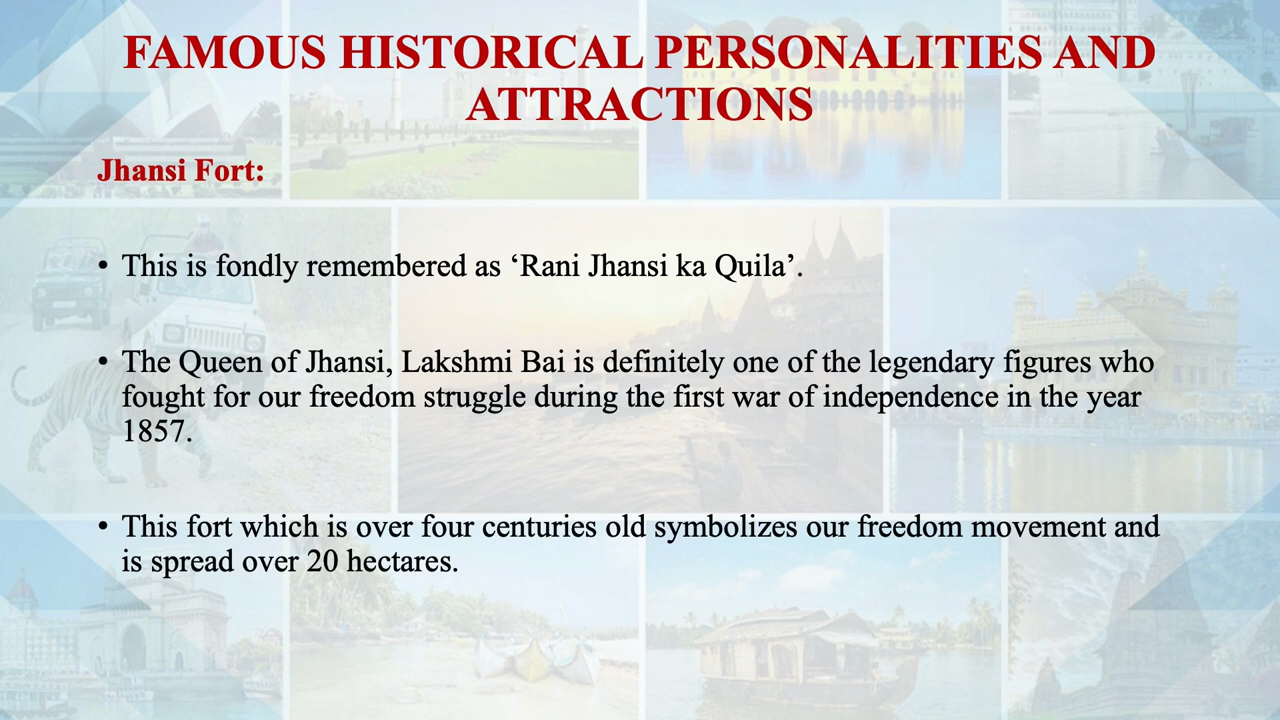 FAMOUS HISTORICAL PERSONALITIES AND
ATTRACTIONS
Jhansi Fort:
• This is fondly remembered as ‘Rani Jhansi ka Quila’.
• The Queen of Jhansi, Lakshmi Bai is definitely one of the legendary figures who
fought for our freedom struggle during the first war of independence in the year
1857.
• This fort which is over four centuries old symbolizes our freedom movement and
is spread over 20 hectares.